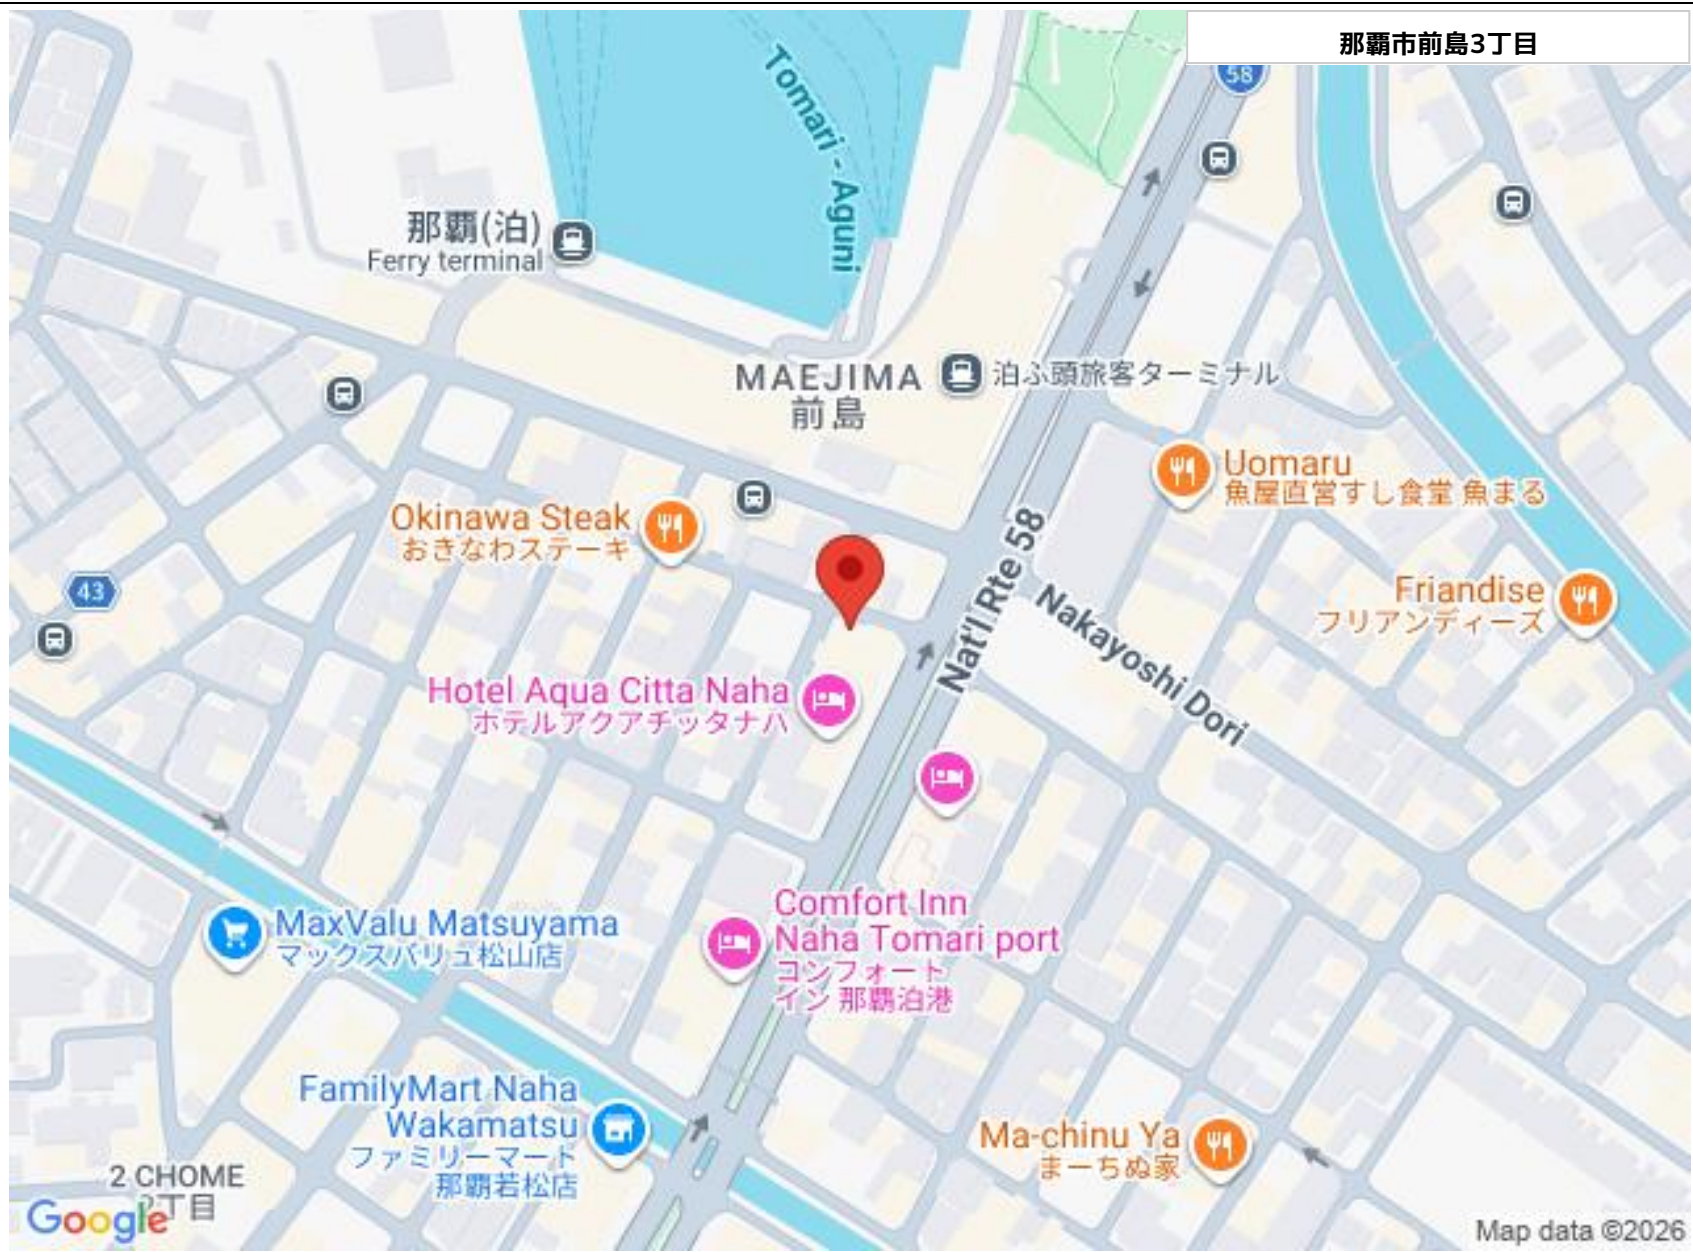 那覇市前島3丁目
58
Tomari - Aguni
那覇(泊)
Ferry terminal
MAEJIMA
前島
泊ふ頭旅客ターミナル
Uomaru
魚屋直営すし食堂 魚まる
Okinawa Steak
おきなわステーキ
Nat'l Rte 58
Nakayoshi Dori
43
Friandise
フリアンディーズ
Hotel Aqua Citta Naha
ホテルアクアチッタナハ
Comfort Inn
Naha Tomari port
コンフォート
イン 那覇泊港
MaxValu Matsuyama
マックスバリュ松山店
FamilyMart Naha
Wakamatsu
ファミリーマート
那覇若松店
Ma-chinu Ya
まーちぬ家
2 CHOME
2丁目
Google
Map data ©2026